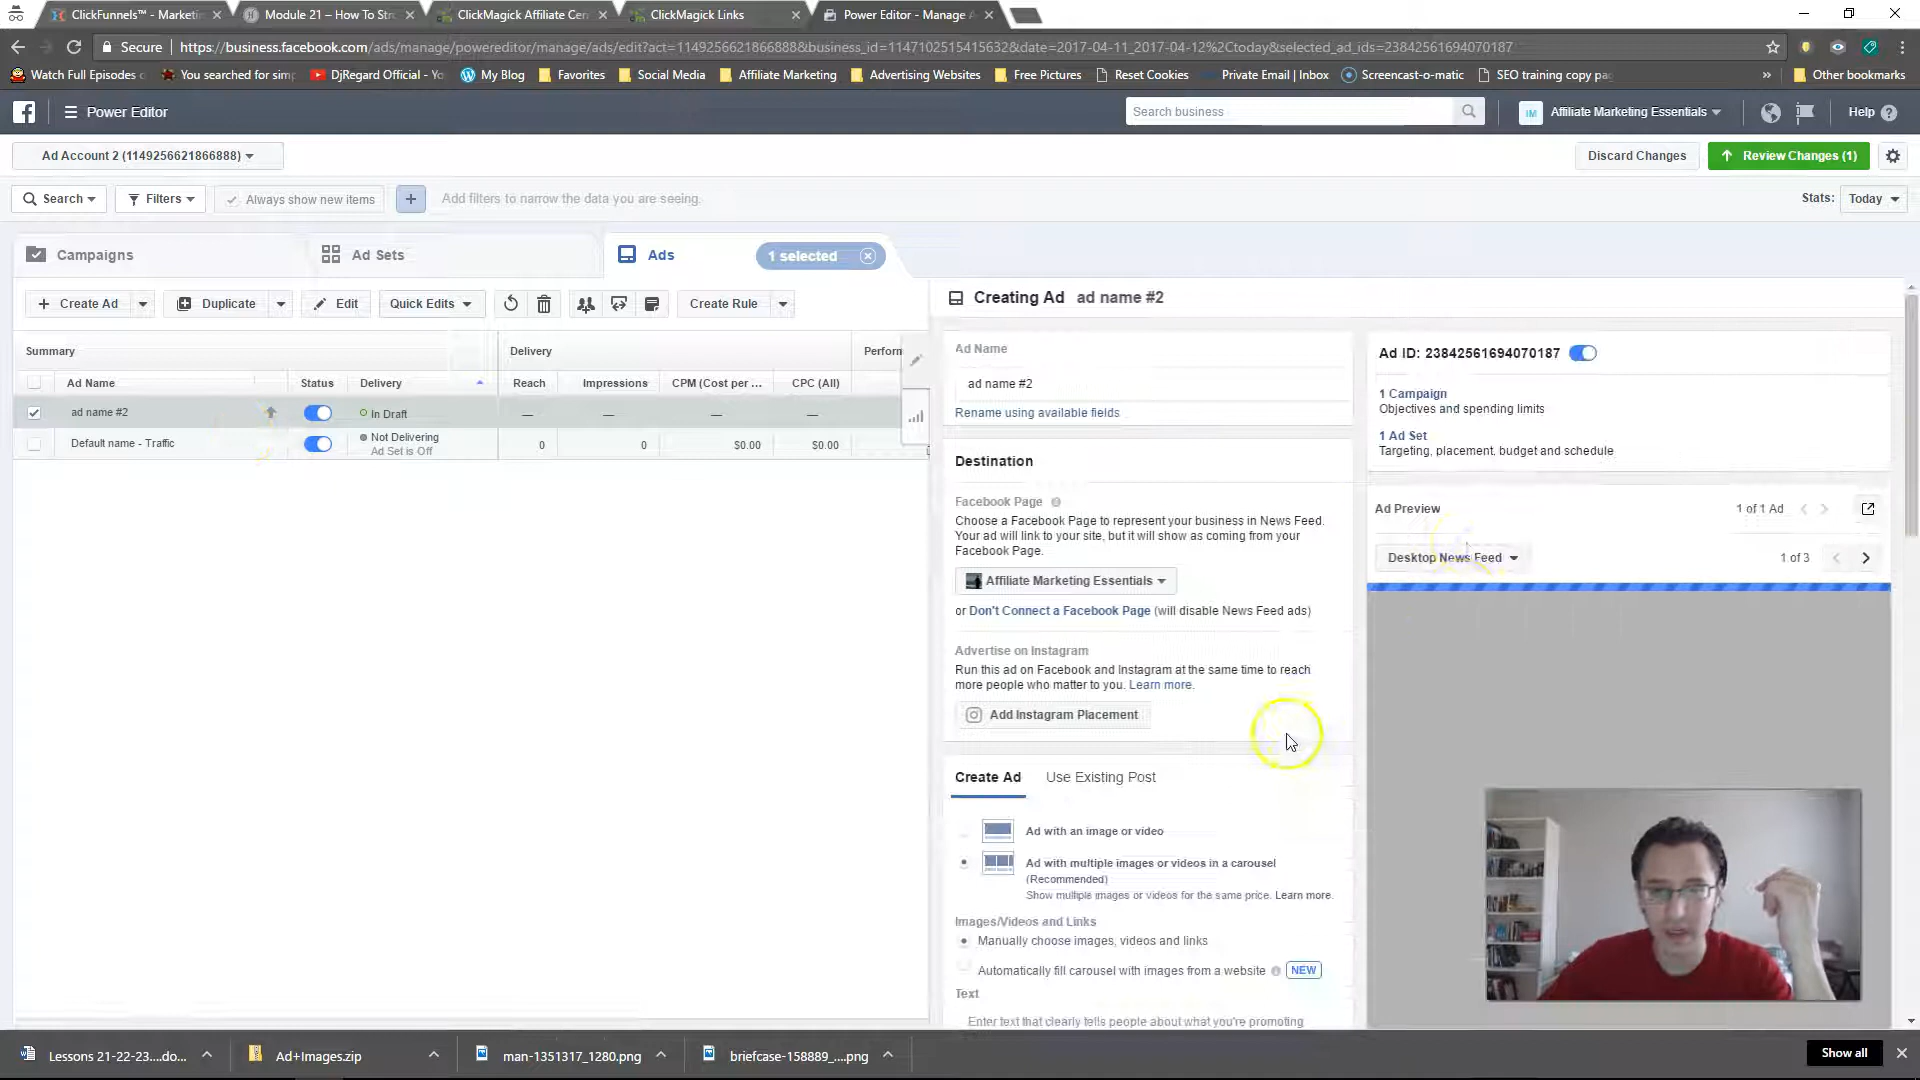 ClickFunnels™ - Marketin
Module 21 – How To Str
ClickMagick Affiliate Cer
ClickMagick Links
Power Editor - Manage A
Secure
https://business.facebook.com/ads/manage/powereditor/manage/ads/edit?act=1149256621866888&business_id=1147102515415632&date=2017-04-11_2017-04-12%2Ctoday&selected_ad_ids=23842561694070187
Watch Full Episodes o
You searched for simp
DjRegard Official - Yo
My Blog
Favorites
Social Media
Affiliate Marketing
Advertising Websites
Free Pictures
Reset Cookies
Private Email | Inbox
Screencast-o-matic
SEO training copy pag
»
Other bookmarks
Power Editor
Search business
IM
Affiliate Marketing Essentials
Help
Ad Account 2 (1149256621866888)
Discard Changes
Review Changes (1)
Search
Filters
Always show new items
+
Add filters to narrow the data you are seeing.
Stats:
Today
Campaigns
Ad Sets
Ads
1 selected
+ Create Ad
Duplicate
Edit
Quick Edits
Create Rule
Summary
Delivery
Perform
Ad Name
Status
Delivery
Reach
Impressions
CPM (Cost per ...
CPC (All)
ad name #2
In Draft
—
—
—
—
Default name - Traffic
Not Delivering
Ad Set is Off
0
0
$0.00
$0.00
Creating Ad ad name #2
Ad Name
ad name #2
Rename using available fields
Destination
Facebook Page
Choose a Facebook Page to represent your business in News Feed.
Your ad will link to your site, but it will show as coming from your
Facebook Page.
Affiliate Marketing Essentials
or Don't Connect a Facebook Page (will disable News Feed ads)
Advertise on Instagram
Run this ad on Facebook and Instagram at the same time to reach
more people who matter to you. Learn more.
Add Instagram Placement
Create Ad
Use Existing Post
Ad with an image or video
Ad with multiple images or videos in a carousel
(Recommended)
Show multiple images or videos for the same price. Learn more.
Images/Videos and Links
Manually choose images, videos and links
Automatically fill carousel with images from a website
NEW
Text
Enter text that clearly tells people about what you're promoting
Ad ID: 23842561694070187
1 Campaign
Objectives and spending limits
1 Ad Set
Targeting, placement, budget and schedule
Ad Preview
1 of 1 Ad
Desktop News Feed
1 of 3
Lessons 21-22-23....do...
Ad+Images.zip
man-1351317_1280.png
briefcase-158889_....png
Show all